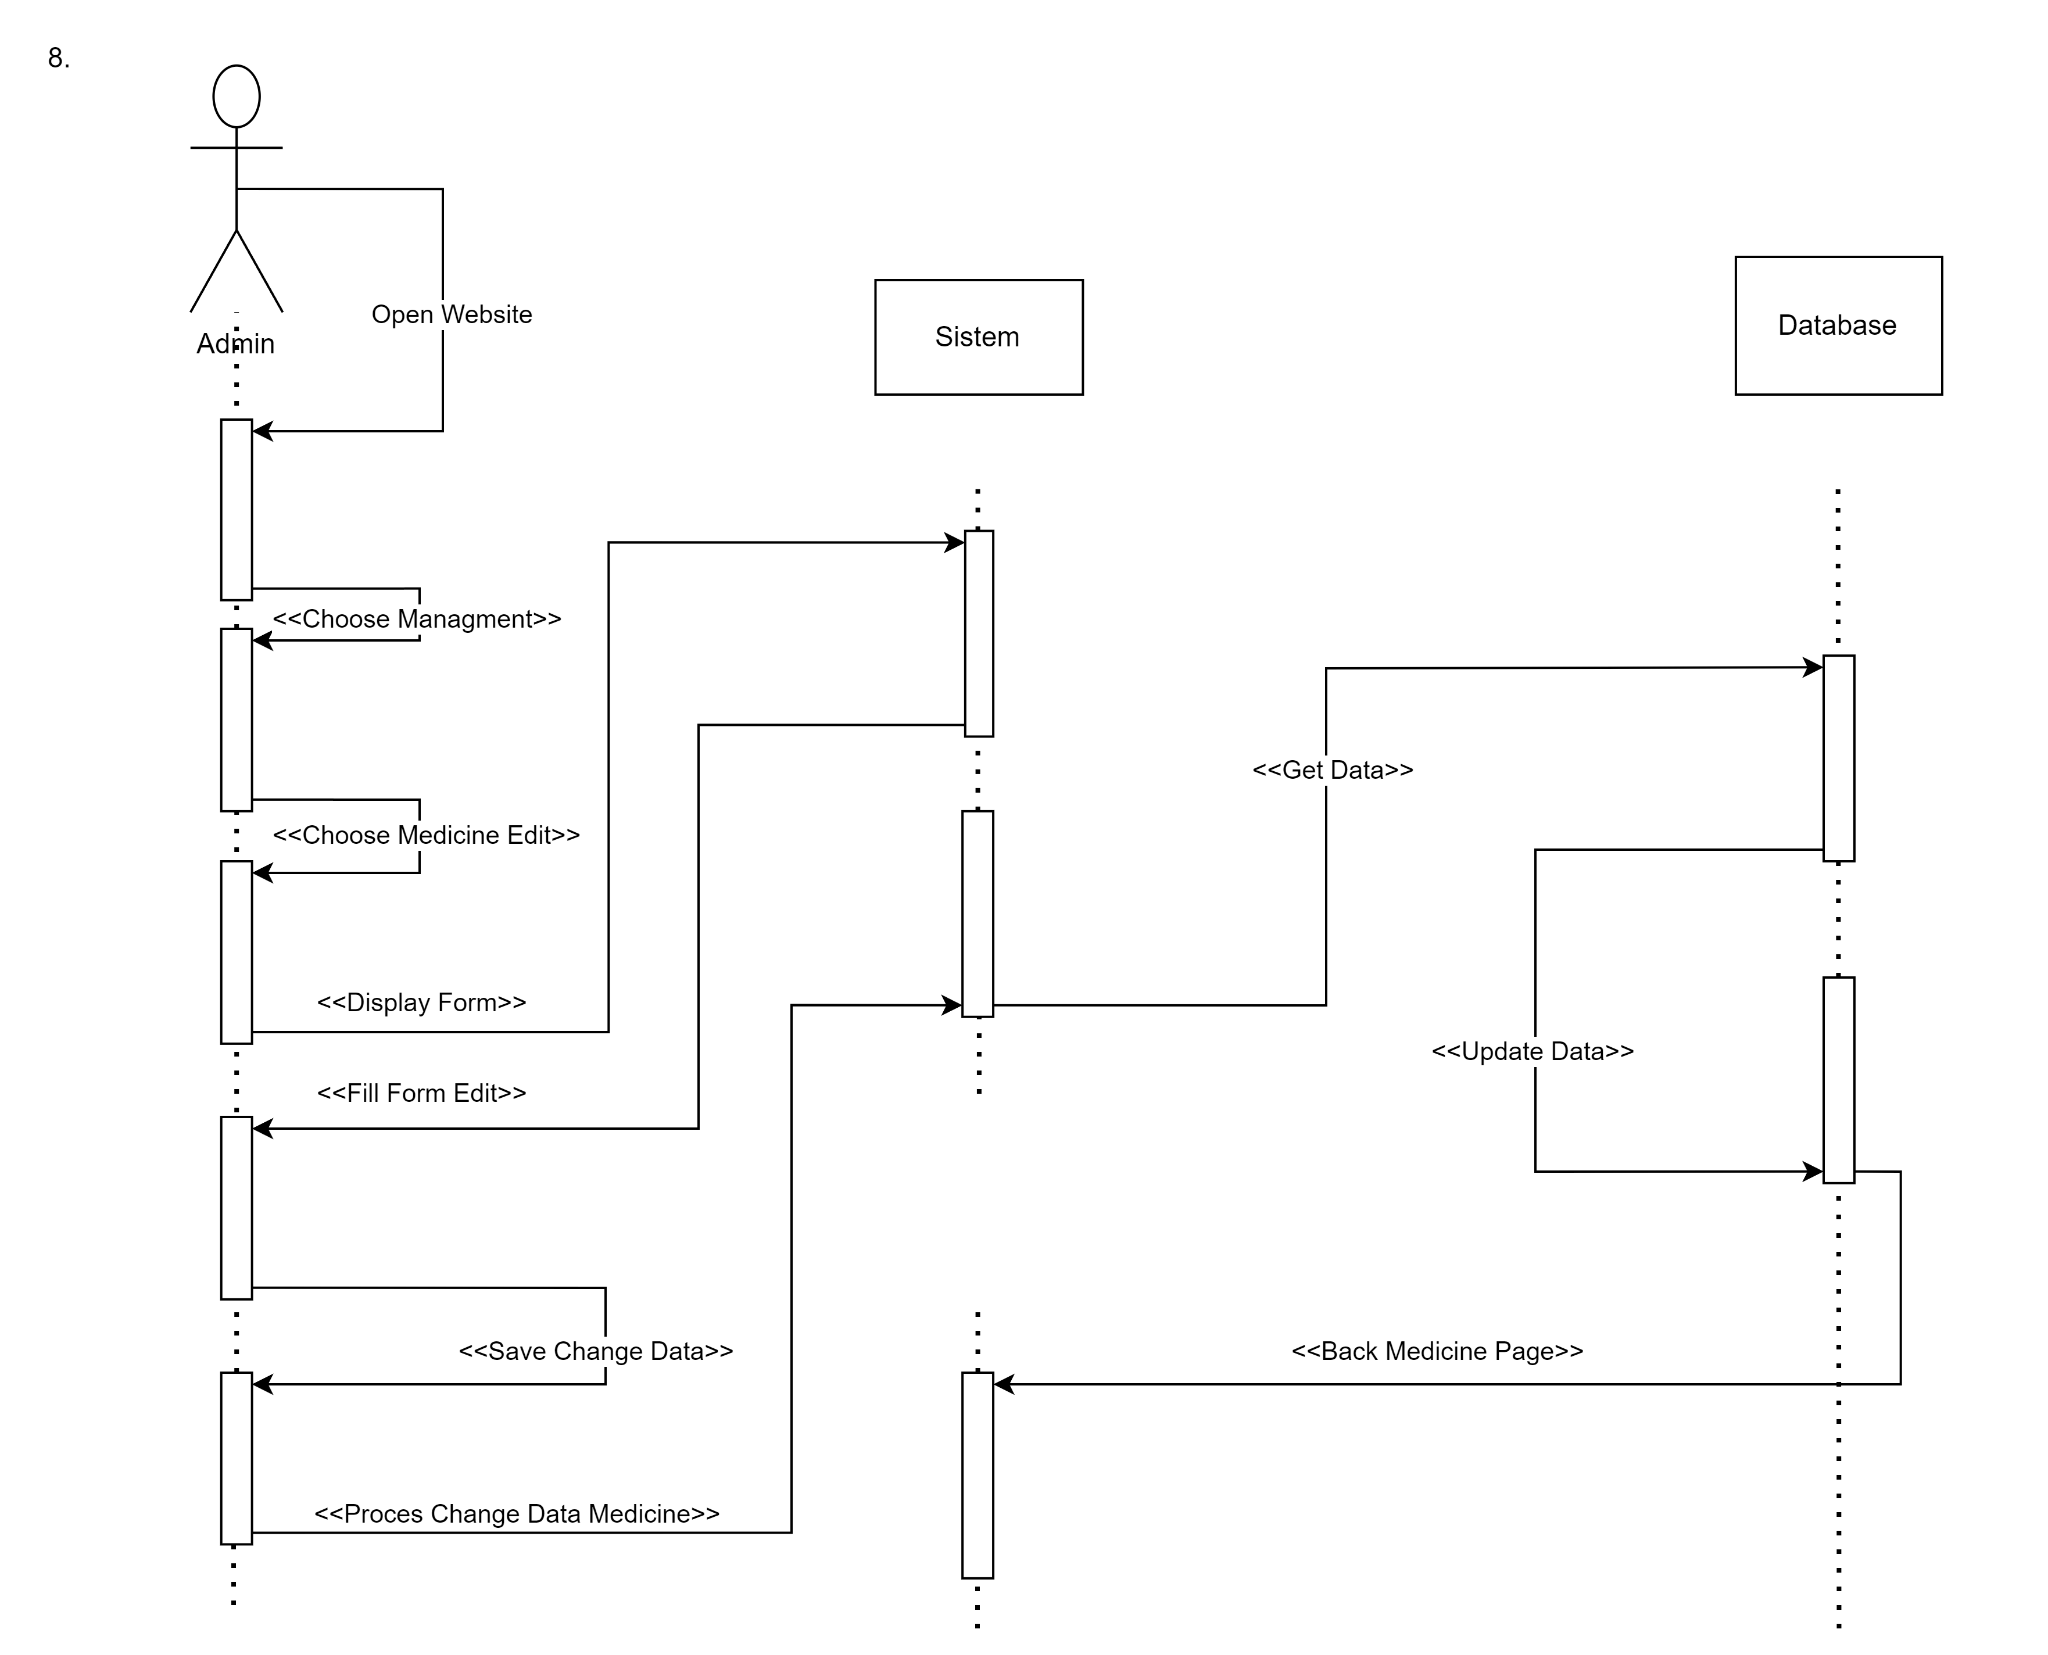 8.
Open Website
Admin
Sistem
Database
<<Choose Managment>>
<<Get Data>>
<<Choose Medicine Edit>>
<<Display Form>>
<<Update Data>>
<<Fill Form Edit>>
<<Save Change Data>>
<<Back Medicine Page>>
<<Proces Change Data Medicine>>